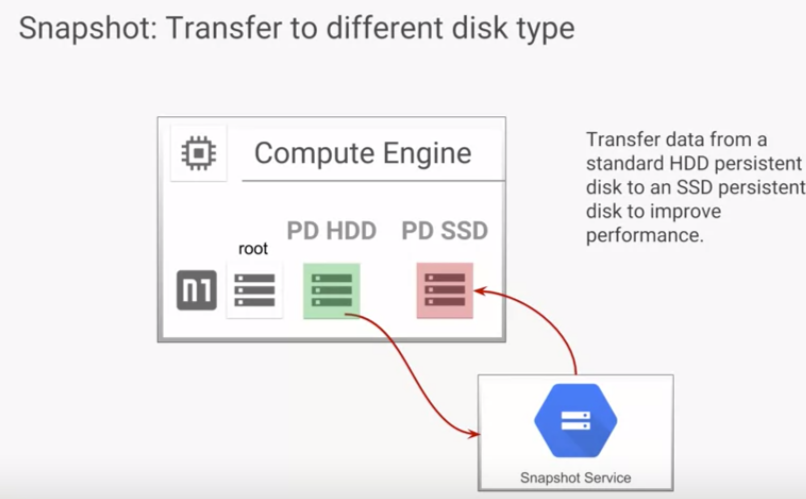 Snapshot: Transfer to different disk type
Compute Engine
Transfer data from a
standard HDD persistent
disk to an SSD persistent
disk to improve
performance.
PD HDD
PD SSD
root
n1
Snapshot Service